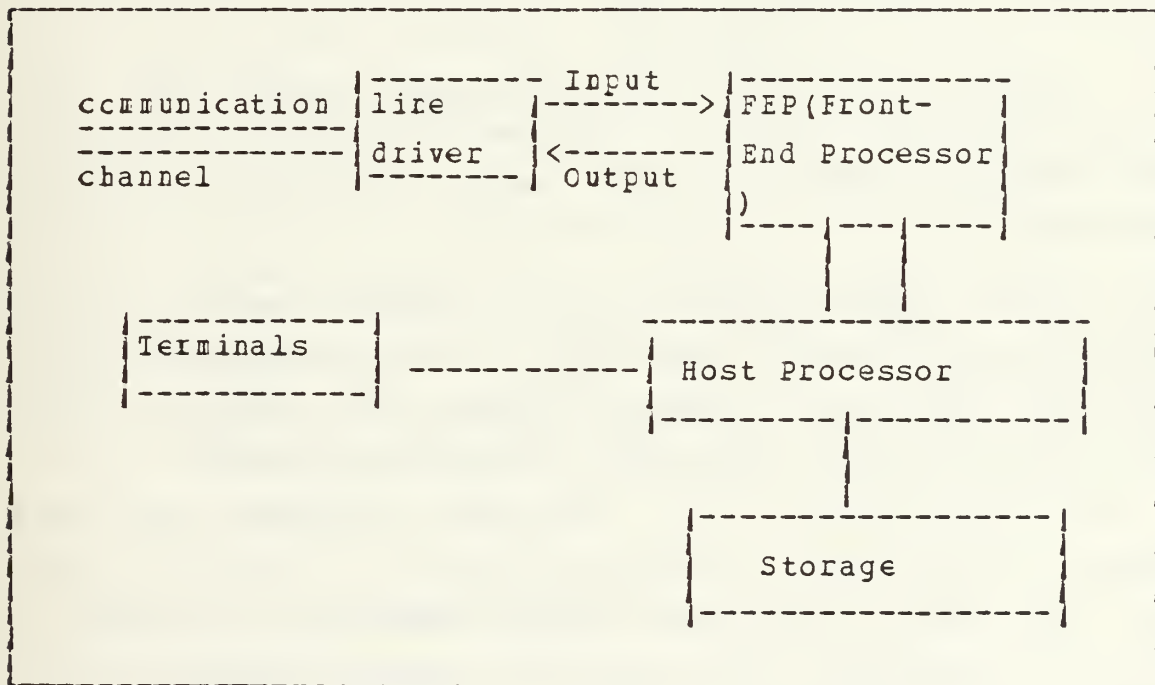 communication
channel
line
driver
Input
Output
FEP(Front-
End Processor
)
Terminals
Host Processor
Storage